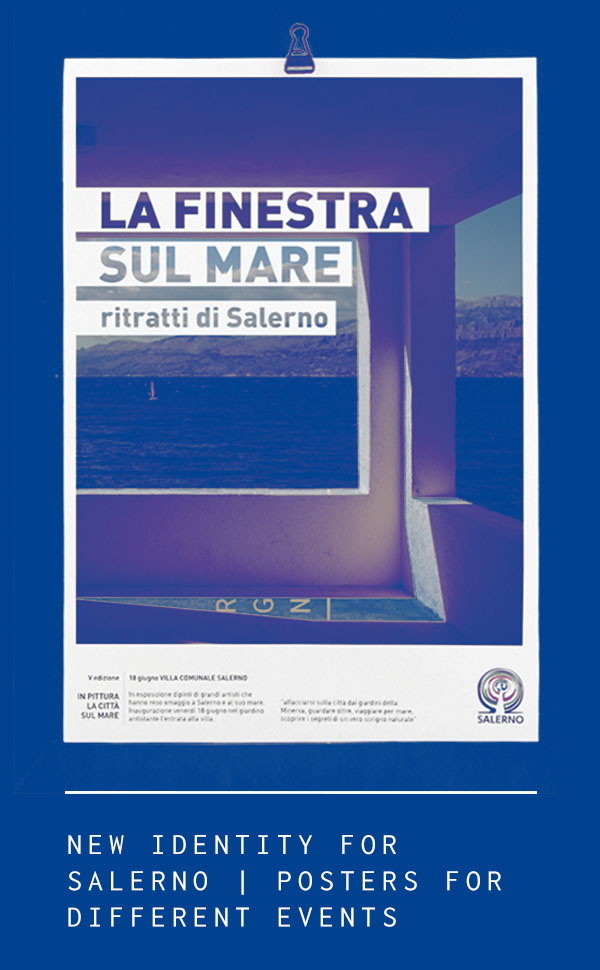 LA FINESTRA
SUL MARE
ritratti di Salerno
R G N
V edizione
18 giugno VILLA COMUNALE SALERNO
IN PITTURA
LA CITTÀ
SUL MARE
In esposizione dipinti di grandi artisti che
hanno reso omaggio a Salerno e al suo mare.
Inaugurazione venerdì 18 giugno nel giardino
antistante l'entrata alla villa.
"affacciarsi sulla città dai giardini della
Minerva, guardare oltre, viaggiare per mare,
scoprire i segreti di un vero scrigno naturale"
SALERNO
NEW IDENTITY FOR
SALERNO | POSTERS FOR
DIFFERENT EVENTS